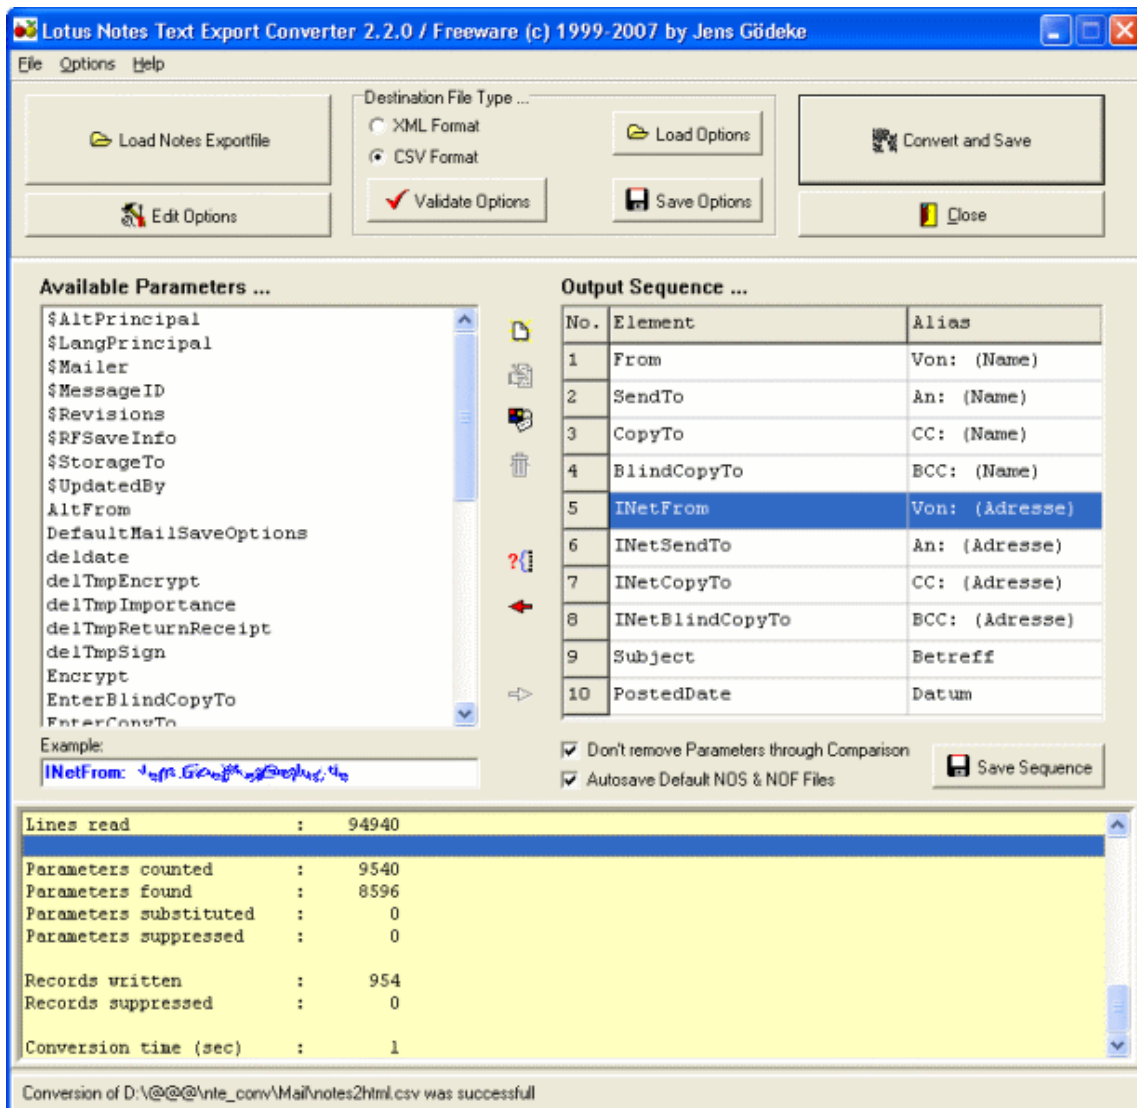 Lotus Notes Text Export Converter 2.2.0 / Freeware (c) 1999-2007 by Jens Gödeke
File Options Help
Load Notes Exportfile
Edit Options
Destination File Type ...
XML Format
CSV Format
Validate Options
Load Options
Save Options
Convert and Save
Close
Available Parameters ...
$AltPrincipal
$LangPrincipal
$Mailer
$MessageID
$Revisions
$RFSaveInfo
$StorageTo
$UpdatedBy
AltFrom
DefaultMailSaveOptions
deldate
delTmpEncrypt
delTmpImportance
delTmpReturnReceipt
delTmpSign
Encrypt
EnterBlindCopyTo
EnterCopyTo
Example:
INetFrom:
Output Sequence ...
No. Element Alias
1 From Von: (Name)
2 SendTo An: (Name)
3 CopyTo CC: (Name)
4 BlindCopyTo BCC: (Name)
5 INetFrom Von: (Adresse)
6 INetSendTo An: (Adresse)
7 INetCopyTo CC: (Adresse)
8 INetBlindCopyTo BCC: (Adresse)
9 Subject Betreff
10 PostedDate Datum
Don't remove Parameters through Comparison
Autosave Default NOS & NOF Files
Save Sequence
Lines read : 94940
Parameters counted : 9540
Parameters found : 8596
Parameters substituted : 0
Parameters suppressed : 0
Records written : 954
Records suppressed : 0
Conversion time (sec) : 1
Conversion of D:\@@@\nte_conv\Mail\notes2html.csv was successfull